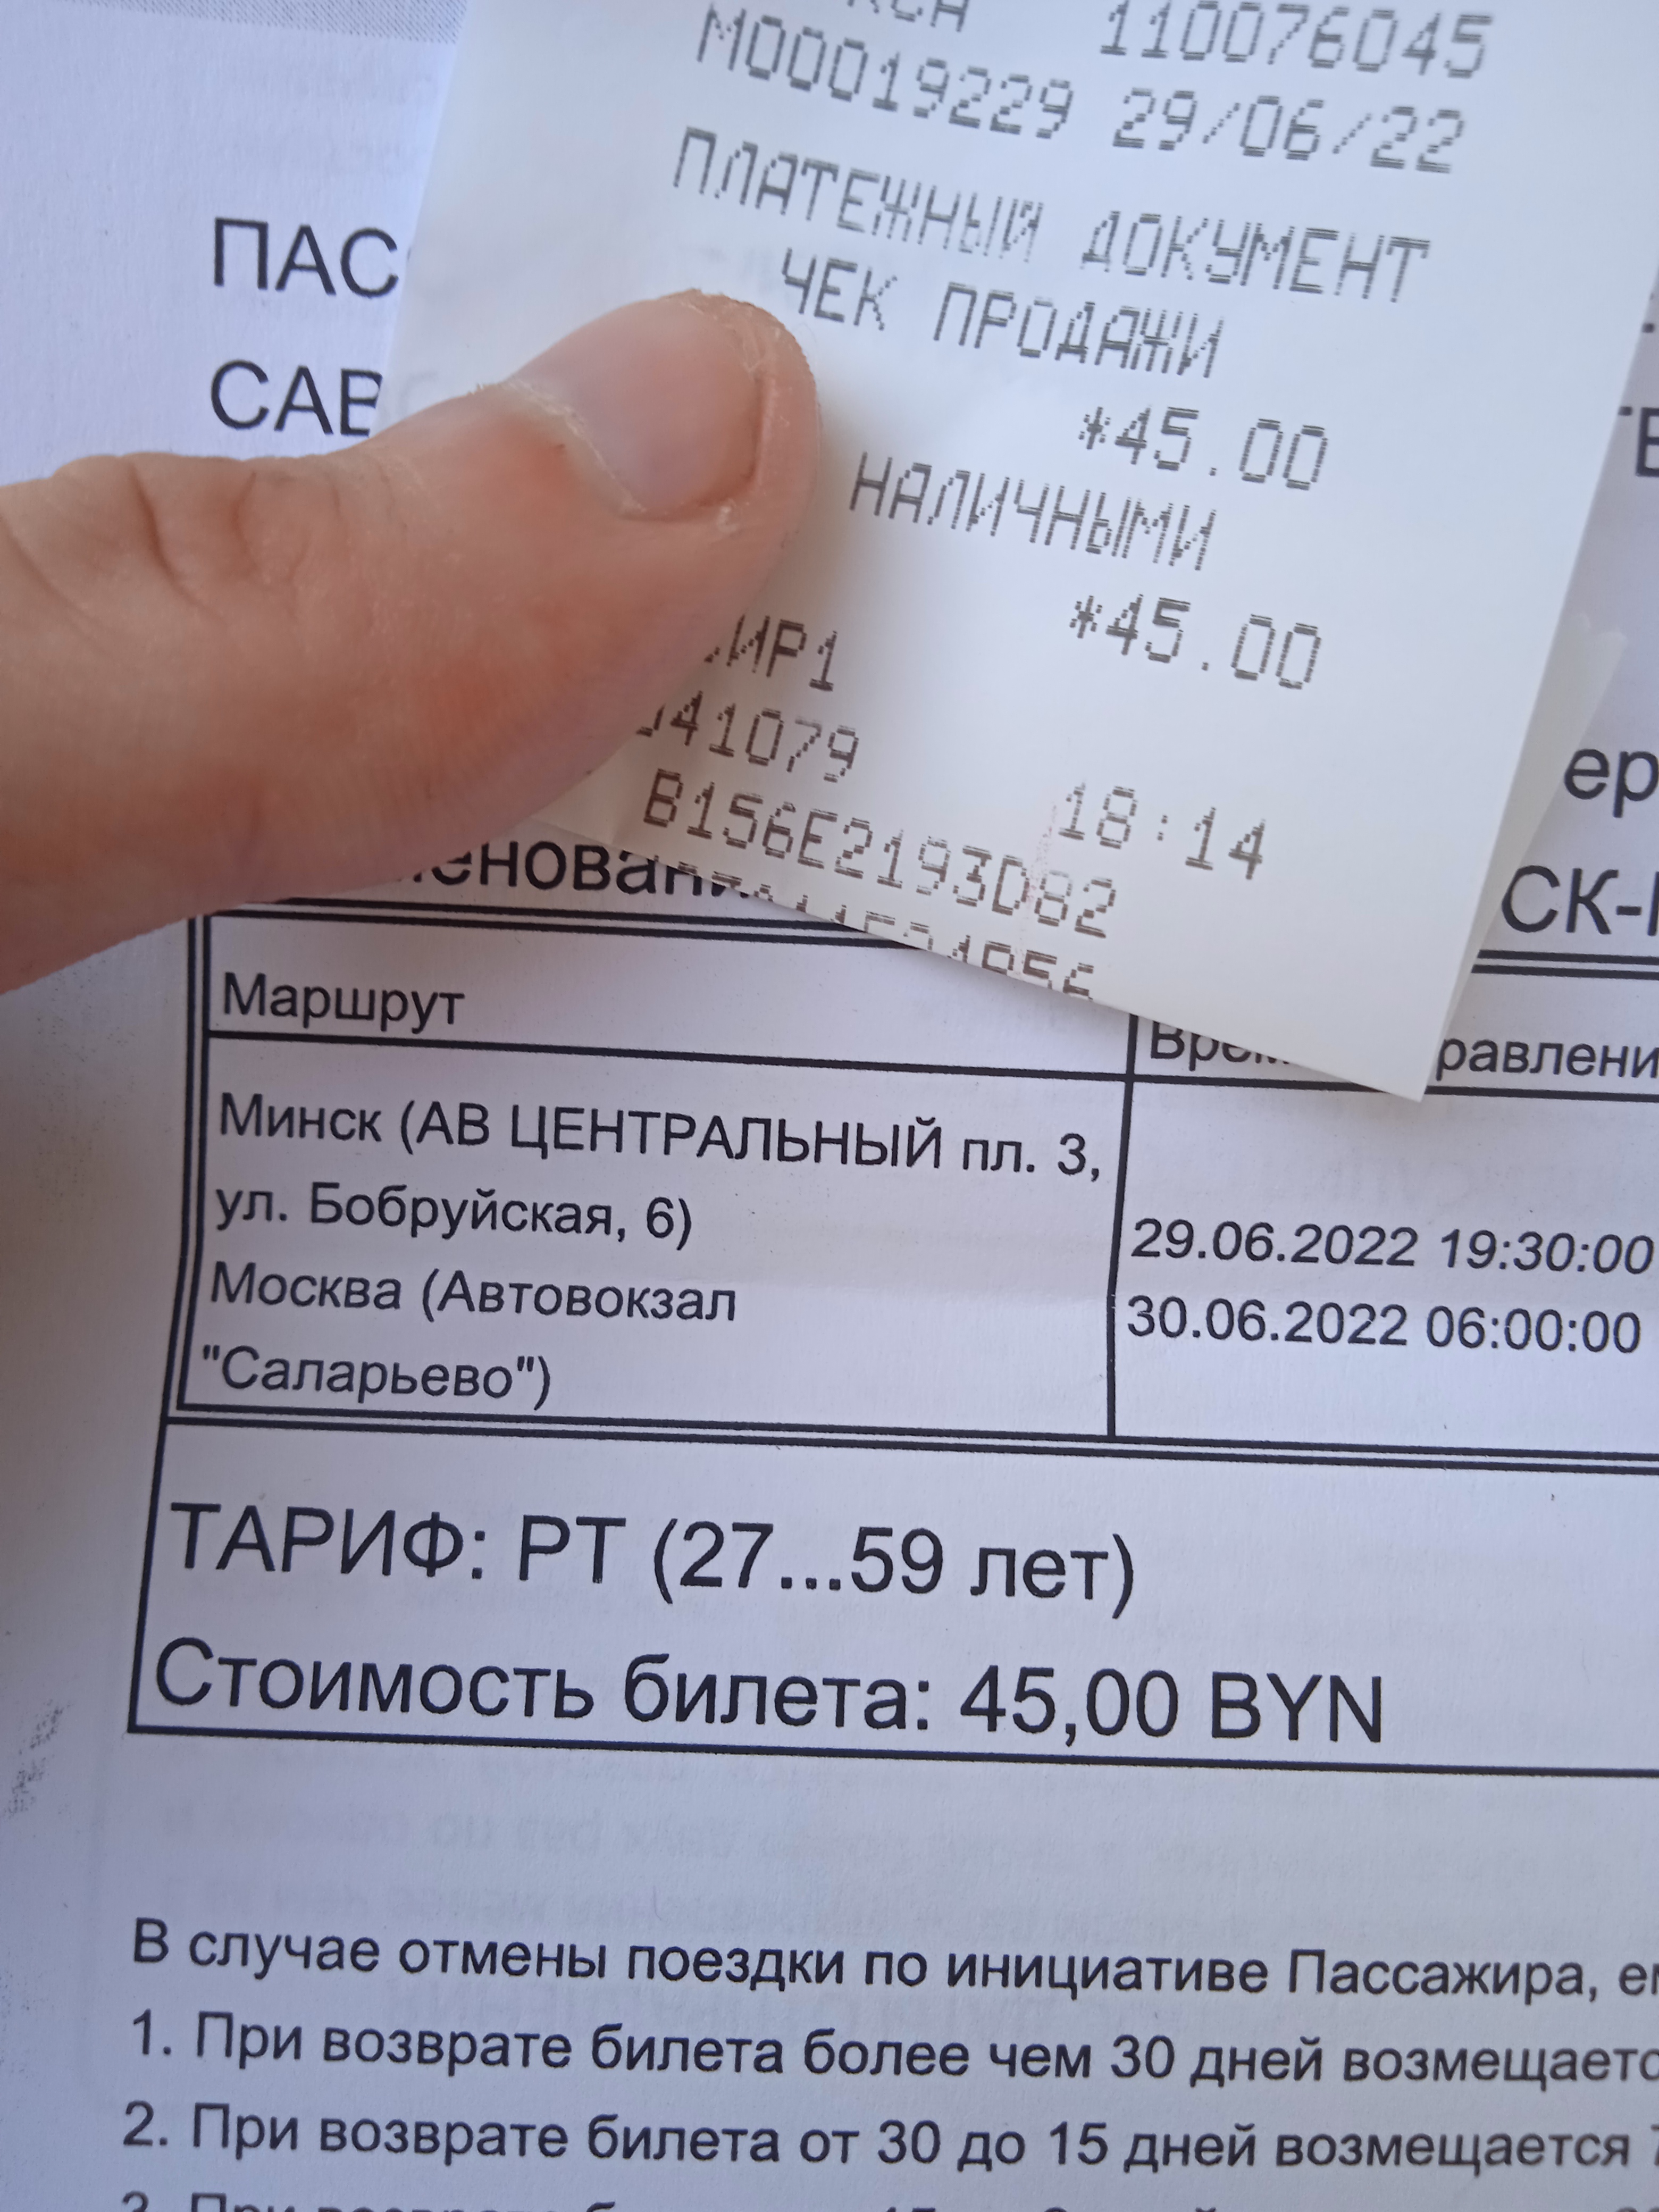 110076045
М00019229 29/06/22
ПЛАТЕЖНЫЙ ДОКУМЕНТ
ЧЕК ПРОДАЖИ
*45.00
НАЛИЧНЫМИ
*45.00
ИР1
41079
18:14
B156E2193D82
Маршрут
Минск (АВ ЦЕНТРАЛЬНЫЙ пл. 3,
ул. Бобруйская, 6)
Москва (Автовокзал
"Саларьево")
29.06.2022 19:30:00
30.06.2022 06:00:00
ТАРИФ: РТ (27...59 лет)
Стоимость билета: 45,00 BYN
В случае отмены поездки по инициативе Пассажира,
1. При возврате билета более чем 30 дней
2. При возврате билета от 30 до 15 дней возмещается